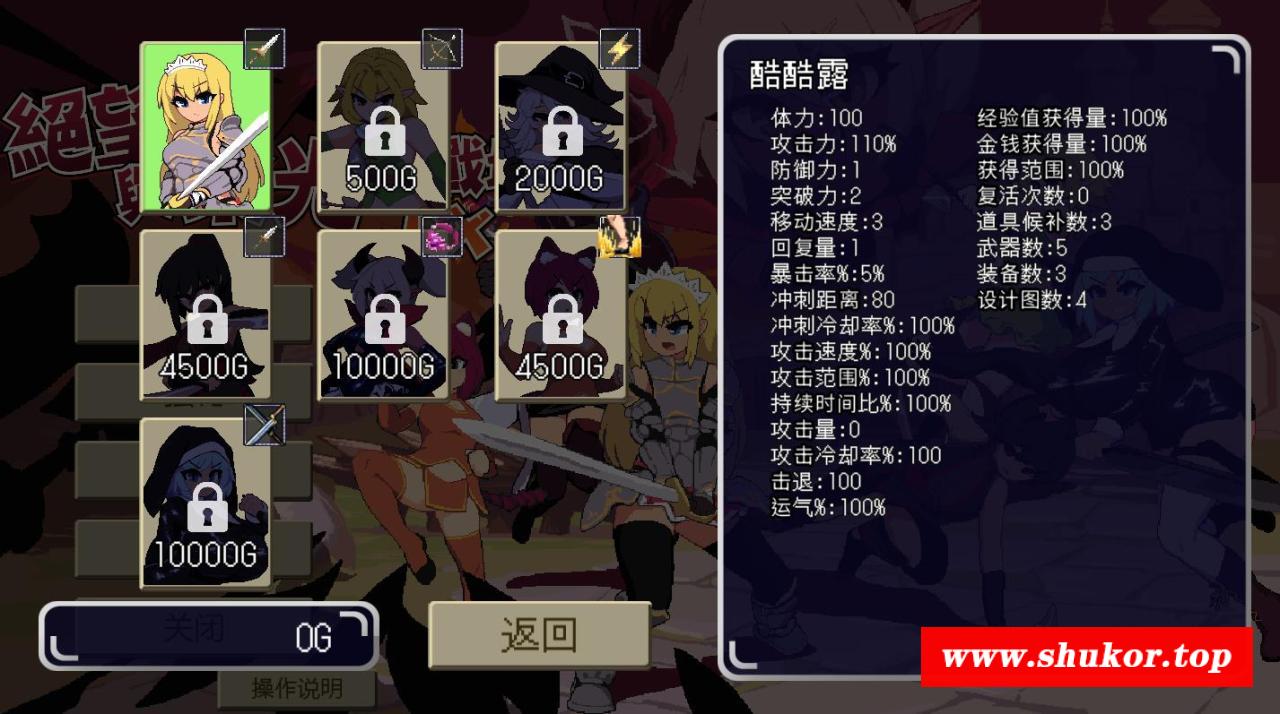 絕望
與
戰
500G
2000G
4500G
10000G
4500G
10000G
关闭
0G
返回
操作说明
酷酷露
体力:100
攻击力:110%
防御力:1
突破力:2
移动速度:3
回复量:1
暴击率%:5%
冲刺距离:80
冲刺冷却率%:100%
攻击速度%:100%
攻击范围%:100%
持续时间比%:100%
攻击量:0
攻击冷却率%:100
击退:100
运气%:100%
经验值获得量:100%
金钱获得量:100%
获得范围:100%
复活次数:0
道具候补数:3
武器数:5
装备数:3
设计图数:4
www.shukor.top